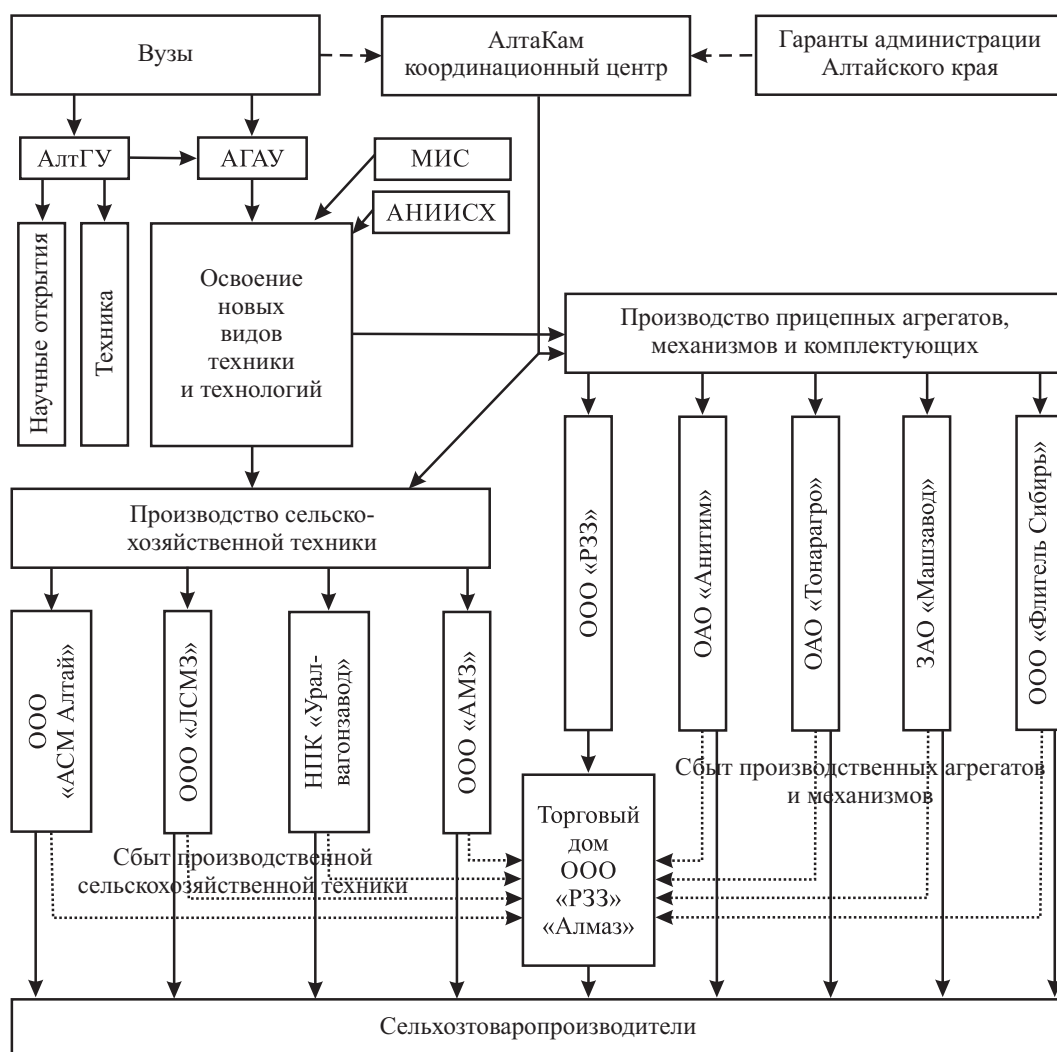 Вузы
АлтаКам
координационный центр
Гаранты администрации
Алтайского края
АлтГУ
АГАУ
МИС
АНИИСХ
Научные открытия
Техника
Освоение
новых
видов
техники
и технологий
Производство прицепных агрегатов,
механизмов и комплектующих
Производство сельско-
хозяйственной техники
ООО «РЗЗ»
ОАО «Анитим»
ОАО «Тонарагро»
ЗАО «Машзавод»
ООО «Флигель Сибирь»
ООО
«АСМ Алтай»
ООО «ЛСМЗ»
НПК «Урал-
вагонзавод»
ООО «АМЗ»
Сбыт производственных агрегатов
и механизмов
Торговый
дом
ООО
«РЗЗ»
«Алмаз»
Сбыт производственной
сельскохозяйственной техники
Сельхозтоваропроизводители